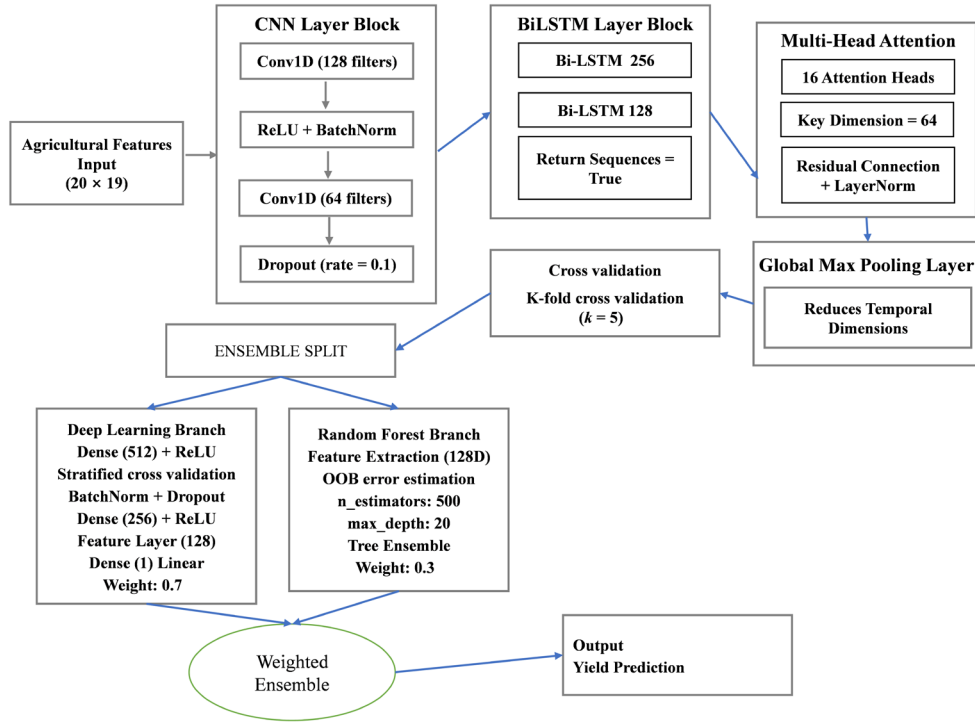 Agricultural Features
Input
(20 × 19)
CNN Layer Block
Conv1D (128 filters)
ReLU + BatchNorm
Conv1D (64 filters)
Dropout (rate = 0.1)
BiLSTM Layer Block
Bi-LSTM 256
Bi-LSTM 128
Return Sequences =
True
Multi-Head Attention
16 Attention Heads
Key Dimension = 64
Residual Connection
+ LayerNorm
Global Max Pooling Layer
Reduces Temporal
Dimensions
Cross validation
K-fold cross validation
(k = 5)
ENSEMBLE SPLIT
Deep Learning Branch
Dense (512) + ReLU
Stratified cross validation
BatchNorm + Dropout
Dense (256) + ReLU
Feature Layer (128)
Dense (1) Linear
Weight: 0.7
Random Forest Branch
Feature Extraction (128D)
OOB error estimation
n_estimators: 500
max_depth: 20
Tree Ensemble
Weight: 0.3
Weighted
Ensemble
Output
Yield Prediction